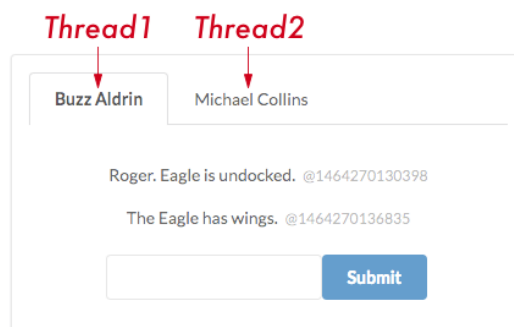 Thread1 Thread2
Buzz Aldrin Michael Collins
Roger. Eagle is undocked. @1464270130398
The Eagle has wings. @1464270136835
Submit